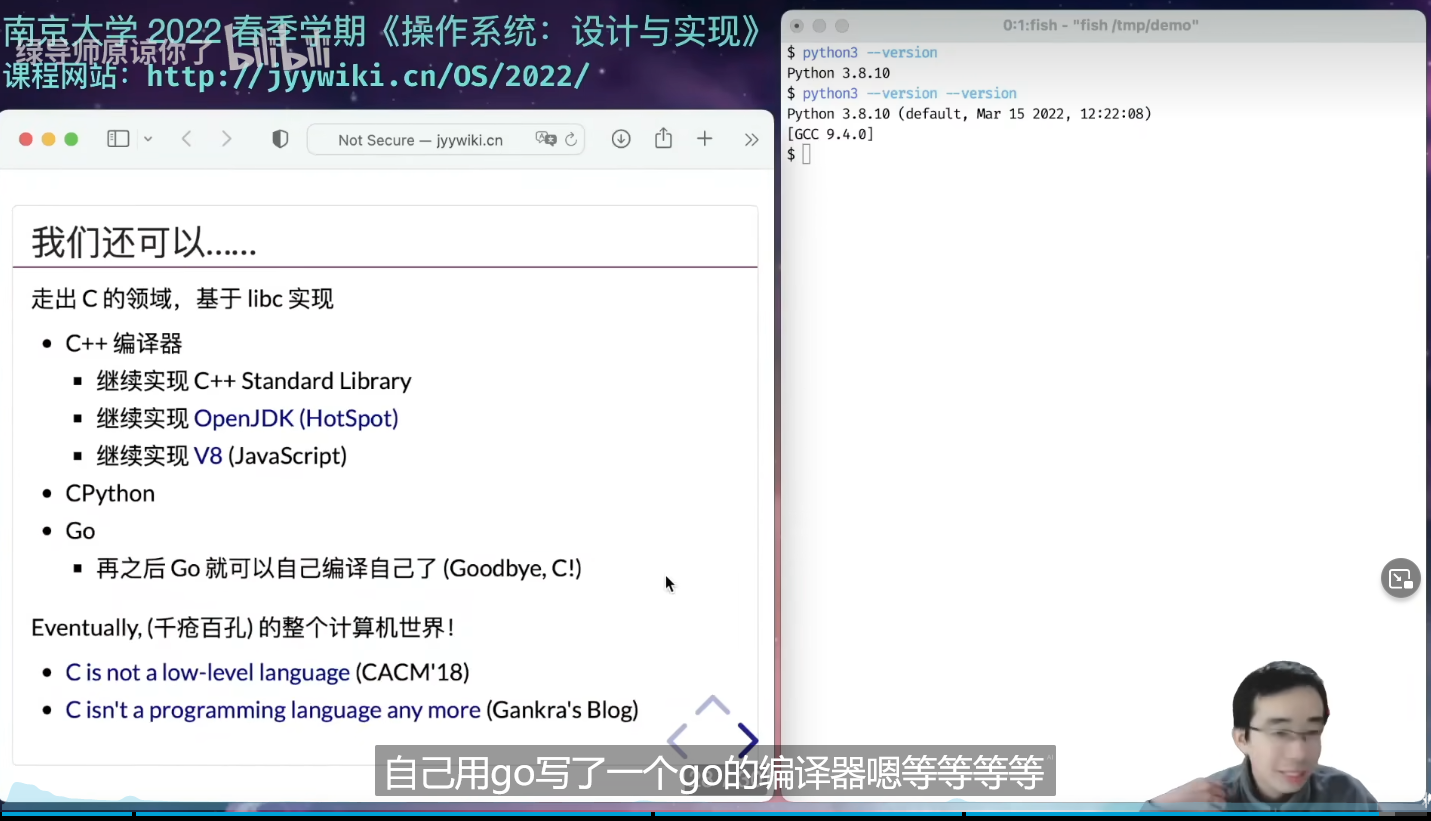 南京大学 2022 春季学期《操作系统：设计与实现》
绿导师原谅你了 bilibili
课程网站：http://jyywiki.cn/OS/2022/
Not Secure — jyywiki.cn
我们还可以……
走出 C 的领域，基于 libc 实现
C++ 编译器
继续实现 C++ Standard Library
继续实现 OpenJDK (HotSpot)
继续实现 V8 (JavaScript)
CPython
Go
再之后 Go 就可以自己编译自己了 (Goodbye, C!)
Eventually, (千疮百孔) 的整个计算机世界！
C is not a low-level language (CACM'18)
C isn't a programming language any more (Gankra's Blog)
0:1:fish - "fish /tmp/demo"
$ python3 --version
Python 3.8.10
$ python3 --version --version
Python 3.8.10 (default, Mar 15 2022, 12:22:08)
[GCC 9.4.0]
$
自己用go写了一个go的编译器嗯等等等等